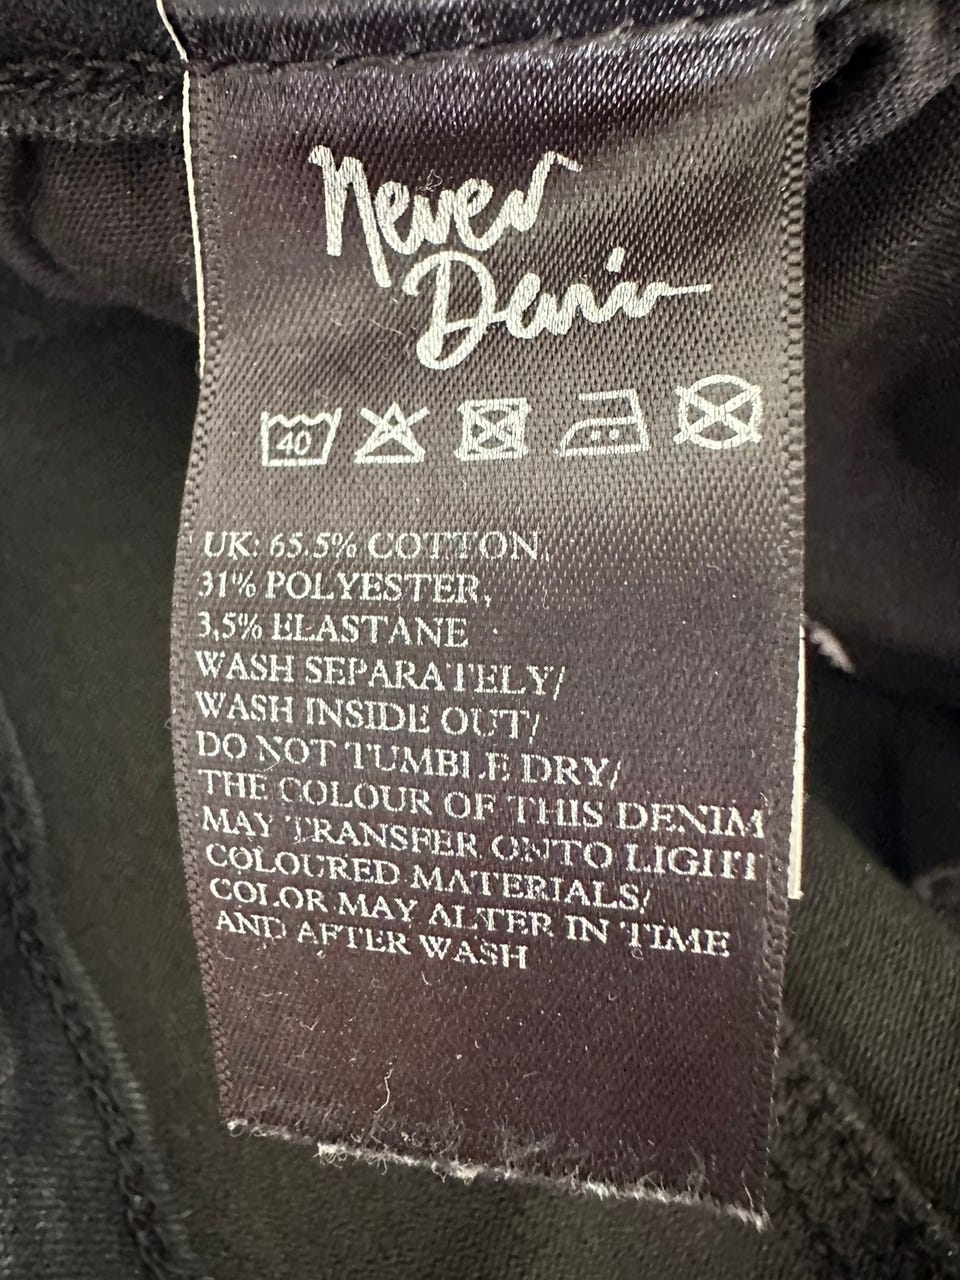 Never
Denim
40
UK: 65.5% COTTON,
31% POLYESTER,
3,5% ELASTANE
WASH SEPARATELY/
WASH INSIDE OUT/
DO NOT TUMBLE DRY/
THE COLOUR OF THIS DENIM
MAY TRANSFER ONTO LIGHT
COLOURED MATERIALS/
COLOR MAY ALTER IN TIME
AND AFTER WASH